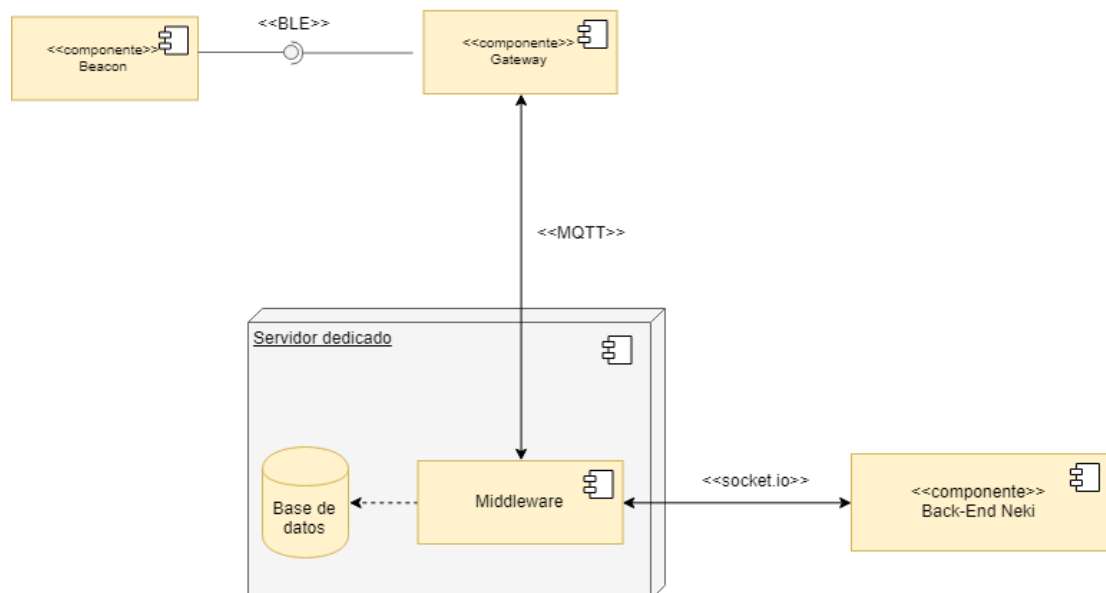 <<BLE>>
<<componente>>
Beacon
<<componente>>
Gateway
<<MQTT>>
Servidor dedicado
Base de
datos
Middleware
<<socket.io>>
<<componente>>
Back-End Neki